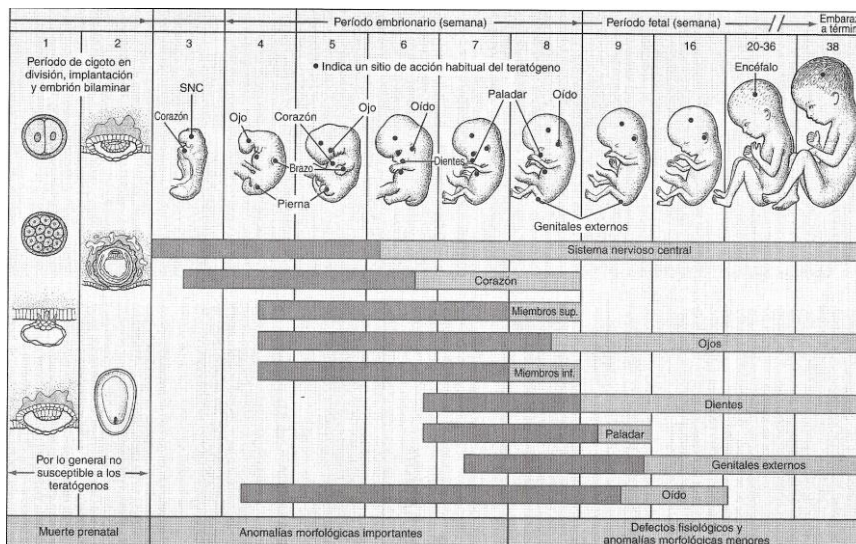 Período embrionario (semana)
Período fetal (semana)
Embaraz
a térmi
1 2 3 4 5 6 7 8 9 16 20-36 38
Período de cigoto en
división, implantación
y embrión bilaminar
● Indica un sitio de acción habitual del teratógeno
SNC
Corazón
Ojo
Corazón
Ojo
Oído
Paladar
Oído
Encéfalo
Brazo
Dientes
Pierna
Genitales externos
Sistema nervioso central
Corazón
Miembros sup.
Ojos
Miembros inf.
Dientes
Paladar
Genitales externos
Oído
Por lo general no
susceptible a los
teratógenos
Muerte prenatal
Anomalías morfológicas importantes
Defectos fisiológicos y
anomalías morfológicas menores